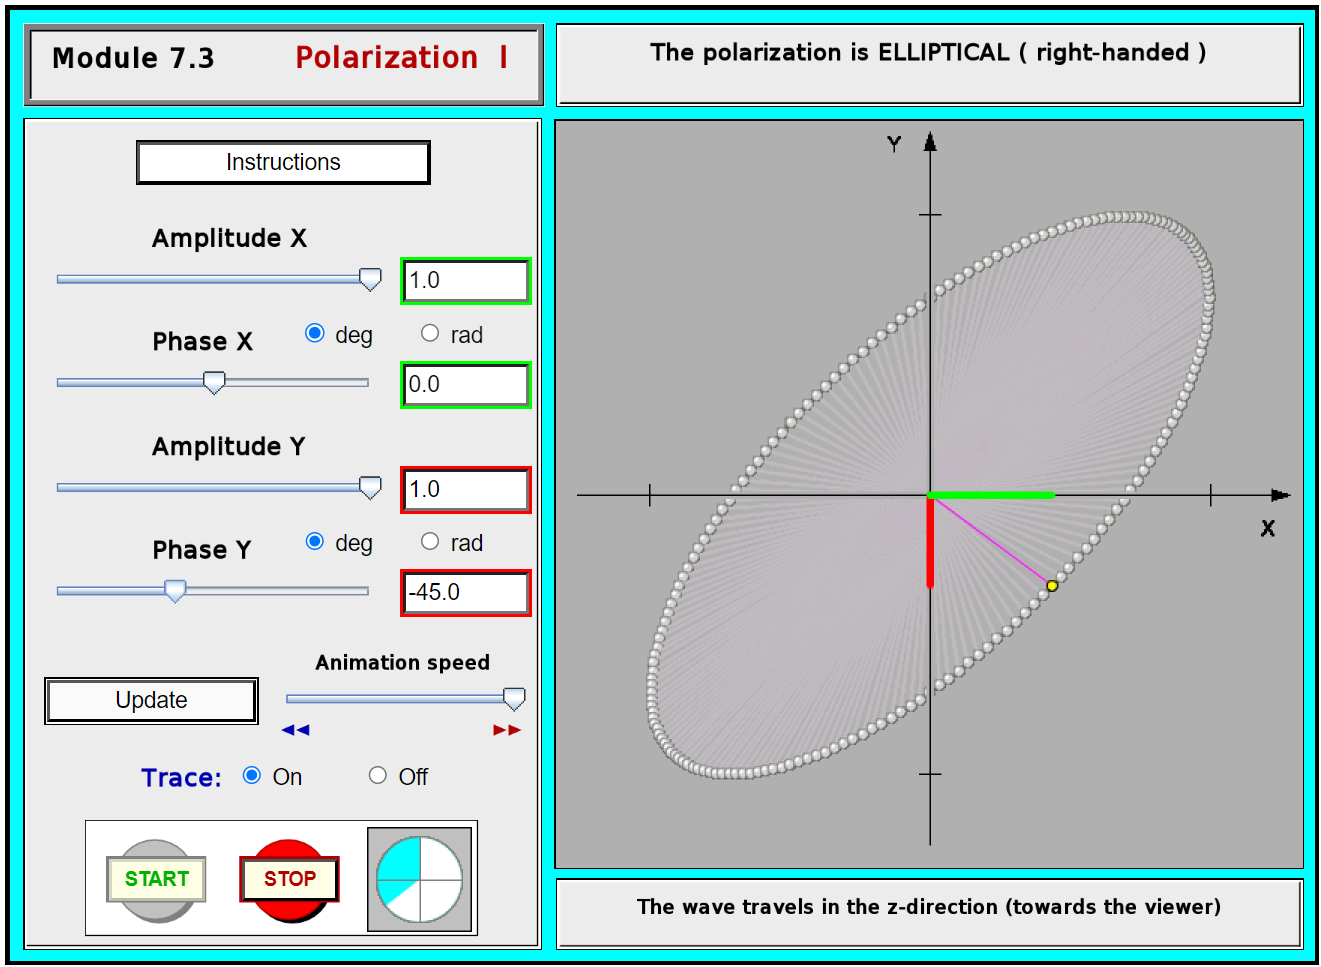 Module 7.3 Polarization I
The polarization is ELLIPTICAL ( right-handed )
Instructions
Amplitude X
1.0
Phase X deg rad
0.0
Amplitude Y
1.0
Phase Y deg rad
-45.0
Animation speed
Update
Trace: On Off
START STOP
Y
X
The wave travels in the z-direction (towards the viewer)